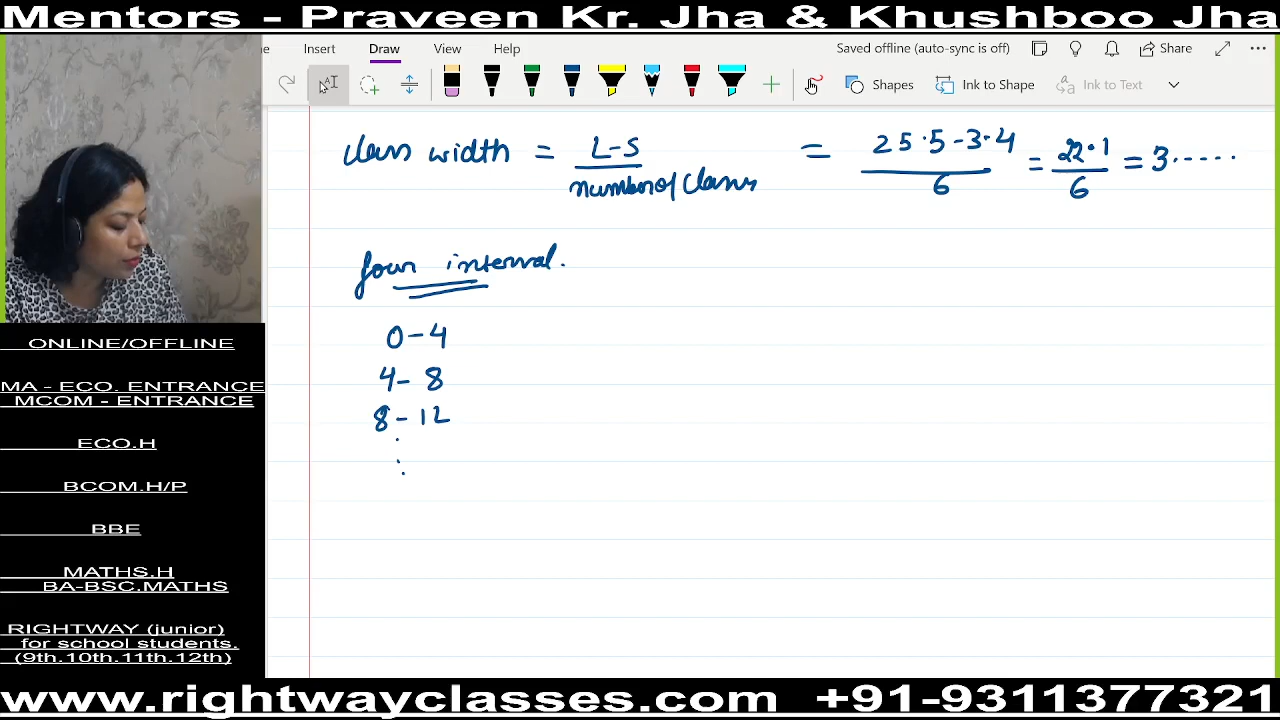 Mentors - Praveen Kr. Jha & Khushboo Jha
Insert Draw View Help
Saved offline (auto-sync is off)
Share
Shapes
Ink to Shape
Ink to Text
class width = L-S / number of classes = 25.5-3.4 / 6 = 22.1 / 6 = 3.....
four interval.
0-4
4-8
8-12
ONLINE/OFFLINE
MA - ECO. ENTRANCE
MCOM - ENTRANCE
ECO.H
BCOM.H/P
BBE
MATHS.H
BA-BSC.MATHS
RIGHTWAY (junior)
for school students.
(9th.10th.11th.12th)
www.rightwayclasses.com +91-9311377321